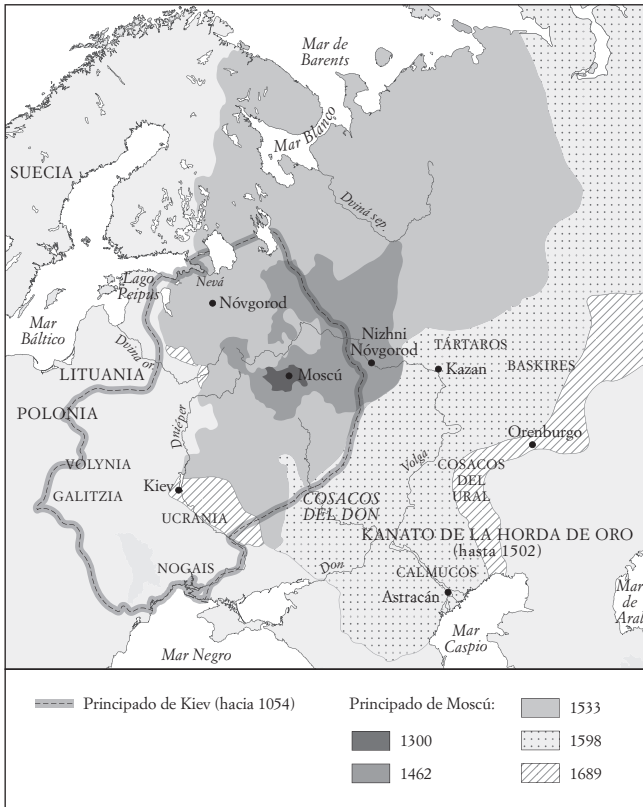 Mar de
Barents
Mar Blanco
SUECIA
Dviná sep.
Lago
Peipus
Nevá
Nóvgorod
Mar
Báltico
Dviná or.
Nizhni
Nóvgorod
TÁRTAROS
LITUANIA
Moscú
Kazan
BASKIRES
POLONIA
Dniéper
Orenburgo
VOLYNIA
Volga
COSACOS
DEL
URAL
Kiev
GALITZIA
COSACOS
DEL DON
UCRANIA
KANATO DE LA HORDA DE ORO
(hasta 1502)
NOGAIS
Don
CALMUCOS
Astracán
Mar
de
Aral
Mar
Caspio
Mar Negro
Principado de Kiev (hacia 1054)
Principado de Moscú:
1300
1462
1533
1598
1689